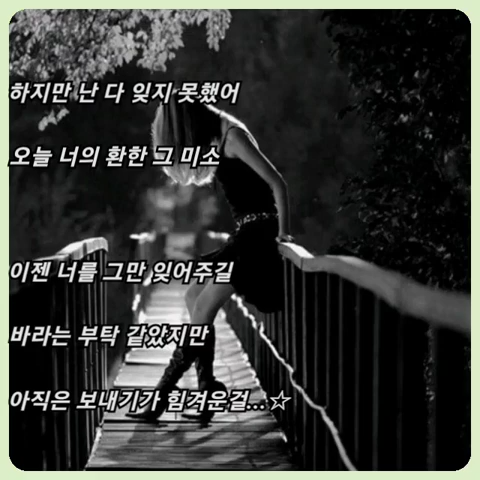 하지만 난 다 잊지 못했어
오늘 너의 환한 그 미소
이젠 너를 그만 잊어주길
바라는 부탁 같았지만
아직은 보내기가 힘겨운걸...☆